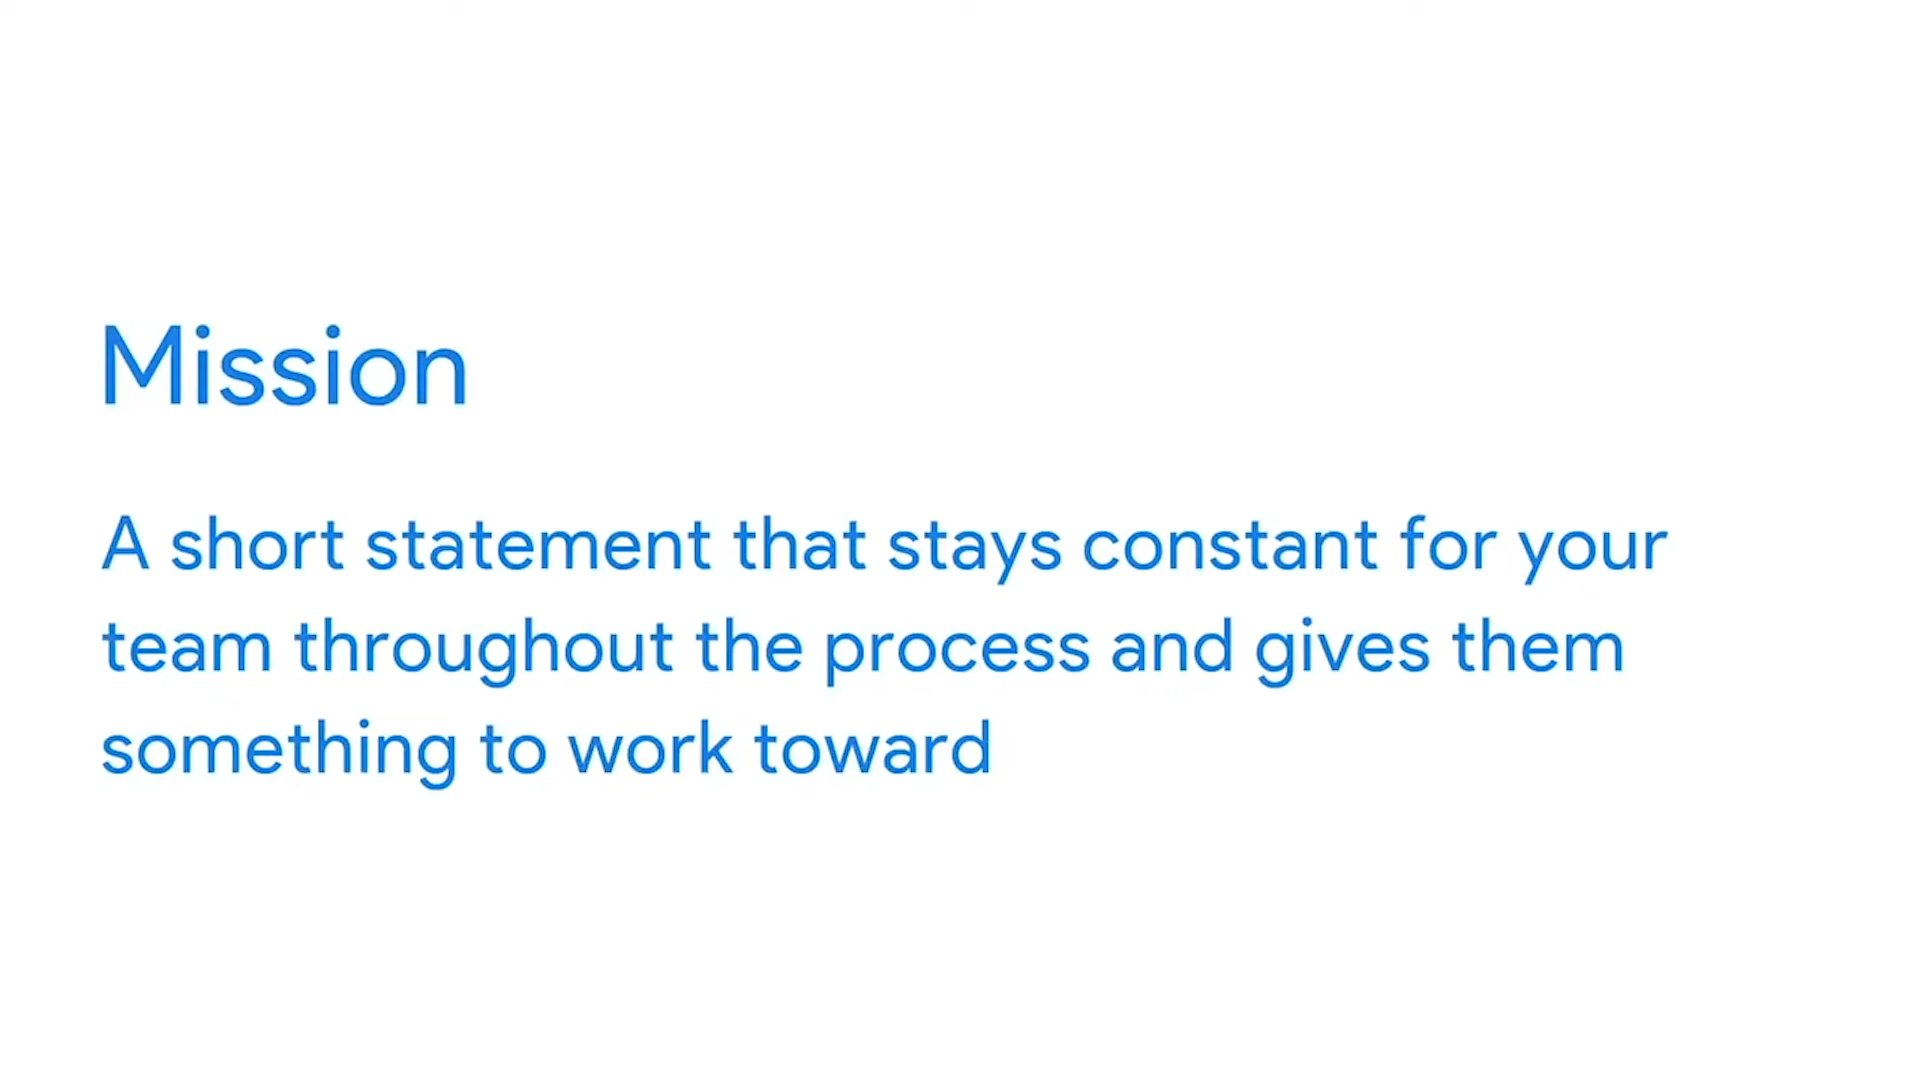 Mission
A short statement that stays constant for your
team throughout the process and gives them
something to work toward